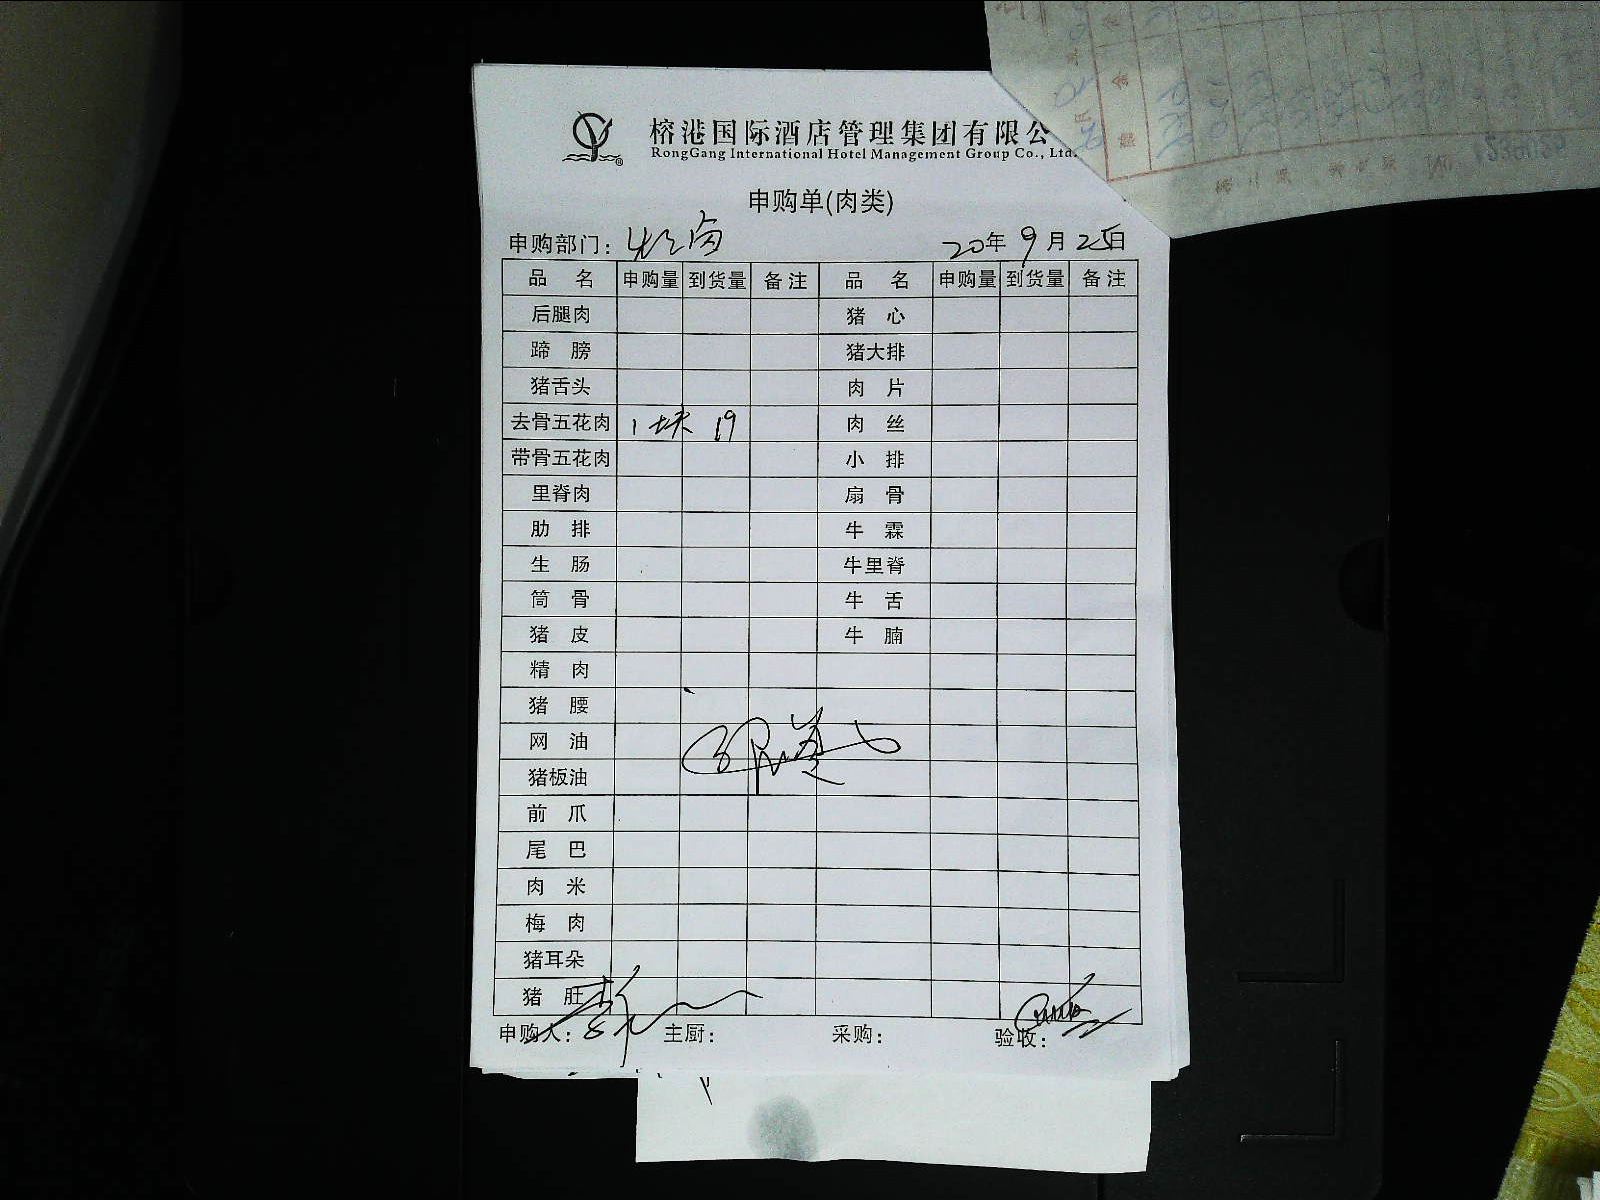 榕港国际酒店管理集团有限公
RongGang International Hotel Management Group Co., Ltd.
申购单(肉类)
申购部门： 20年9月25日
品名 申购量 到货量 备注 品名 申购量 到货量 备注
后腿肉 猪心
蹄膀 猪大排
猪舌头 肉片
去骨五花肉 1块 19 肉丝
带骨五花肉 小排
里脊肉 扇骨
肋排 牛霖
生肠 牛里脊
筒骨 牛舌
猪皮 牛腩
精肉
猪腰
网油
猪板油
前爪
尾巴
肉米
梅肉
猪耳朵
猪肚
申购人： 主厨： 采购： 验收：